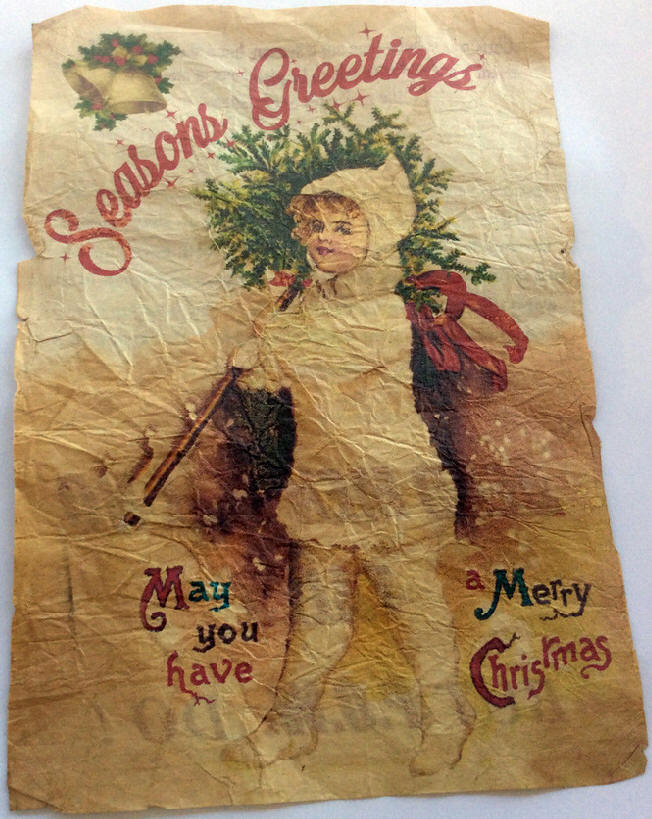 Seasons Greetings
May
you
have
a Merry
Christmas